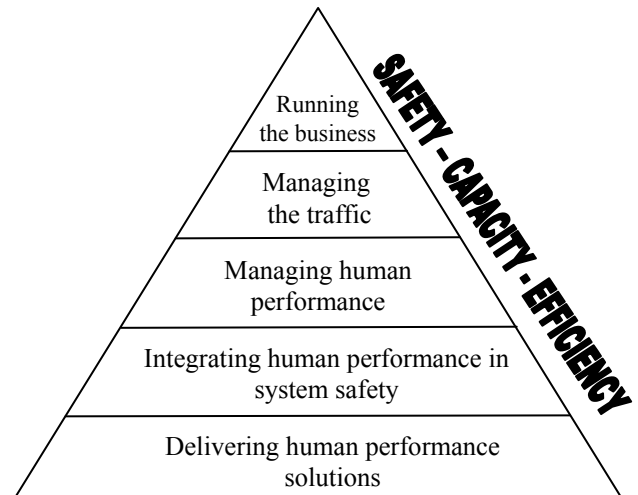 Running
the business
Managing
the traffic
Managing human
performance
Integrating human performance in
system safety
Delivering human performance
solutions
SAFETY – CAPACITY - EFFICIENCY